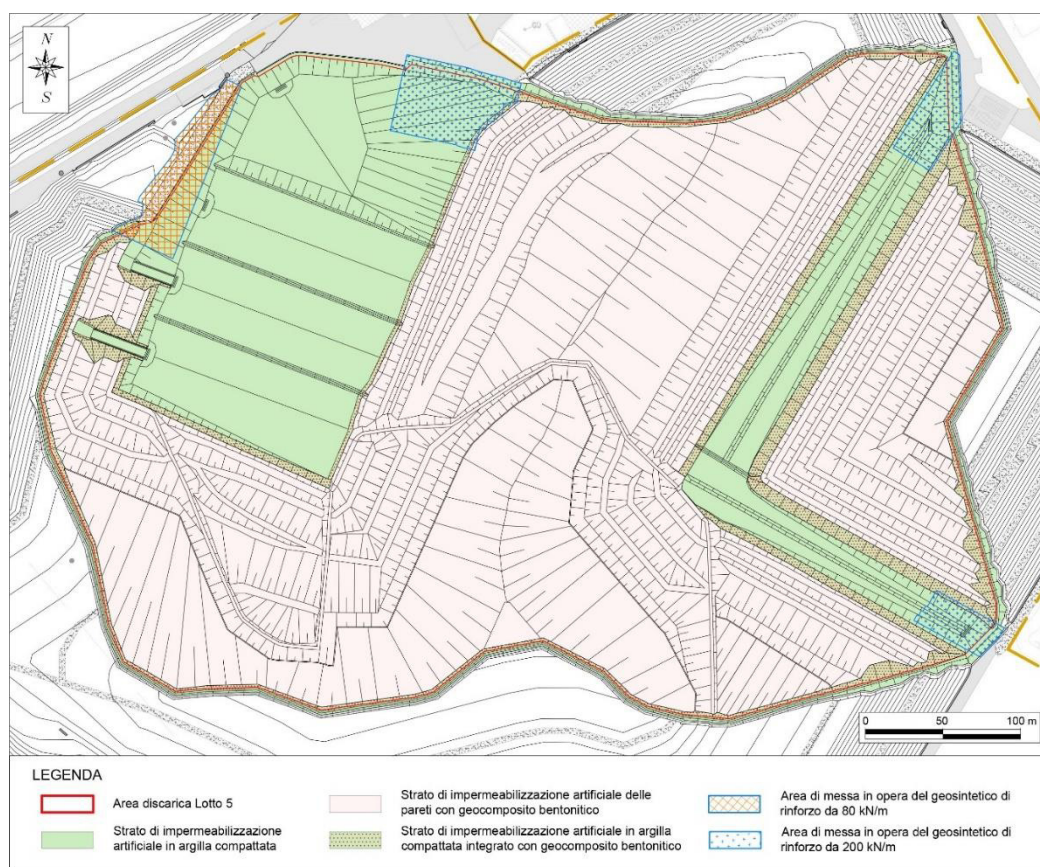 N
S
0 50 100 m
LEGENDA
Area discarica Lotto 5
Strato di impermeabilizzazione
artificiale in argilla compattata
Strato di impermeabilizzazione artificiale delle
pareti con geocomposito bentonitico
Strato di impermeabilizzazione artificiale in argilla
compattata integrato con geocomposito bentonitico
Area di messa in opera del geosintetico di
rinforzo da 80 kN/m
Area di messa in opera del geosintetico di
rinforzo da 200 kN/m